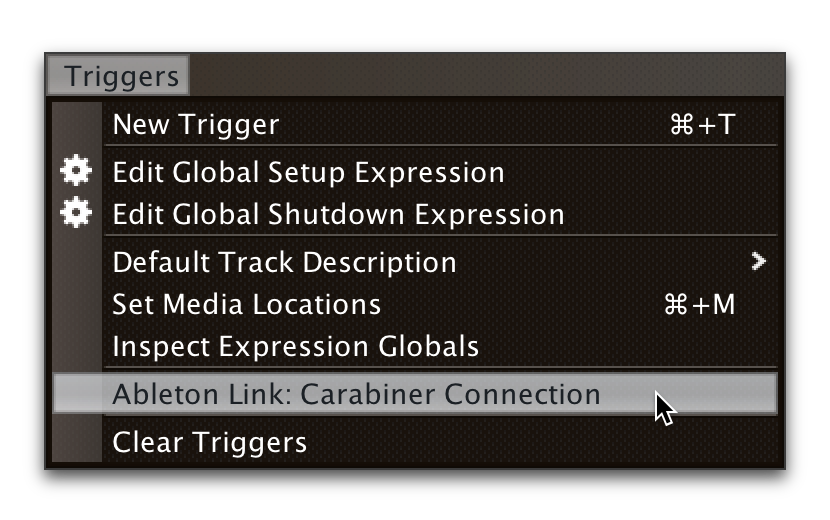 Triggers
New Trigger ⌘+T
Edit Global Setup Expression
Edit Global Shutdown Expression
Default Track Description
Set Media Locations ⌘+M
Inspect Expression Globals
Ableton Link: Carabiner Connection
Clear Triggers